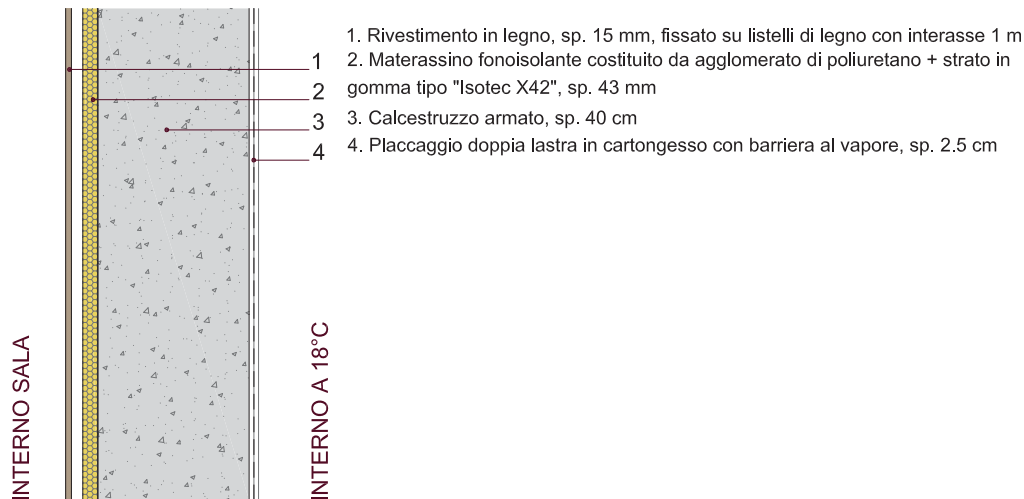 1. Rivestimento in legno, sp. 15 mm, fissato su listelli di legno con interasse 1 m
2. Materassino fonoisolante costituito da agglomerato di poliuretano + strato in
gomma tipo "Isotec X42", sp. 43 mm
3. Calcestruzzo armato, sp. 40 cm
4. Placcaggio doppia lastra in cartongesso con barriera al vapore, sp. 2.5 cm
1
2
3
4
INTERNO SALA
INTERNO A 18°C